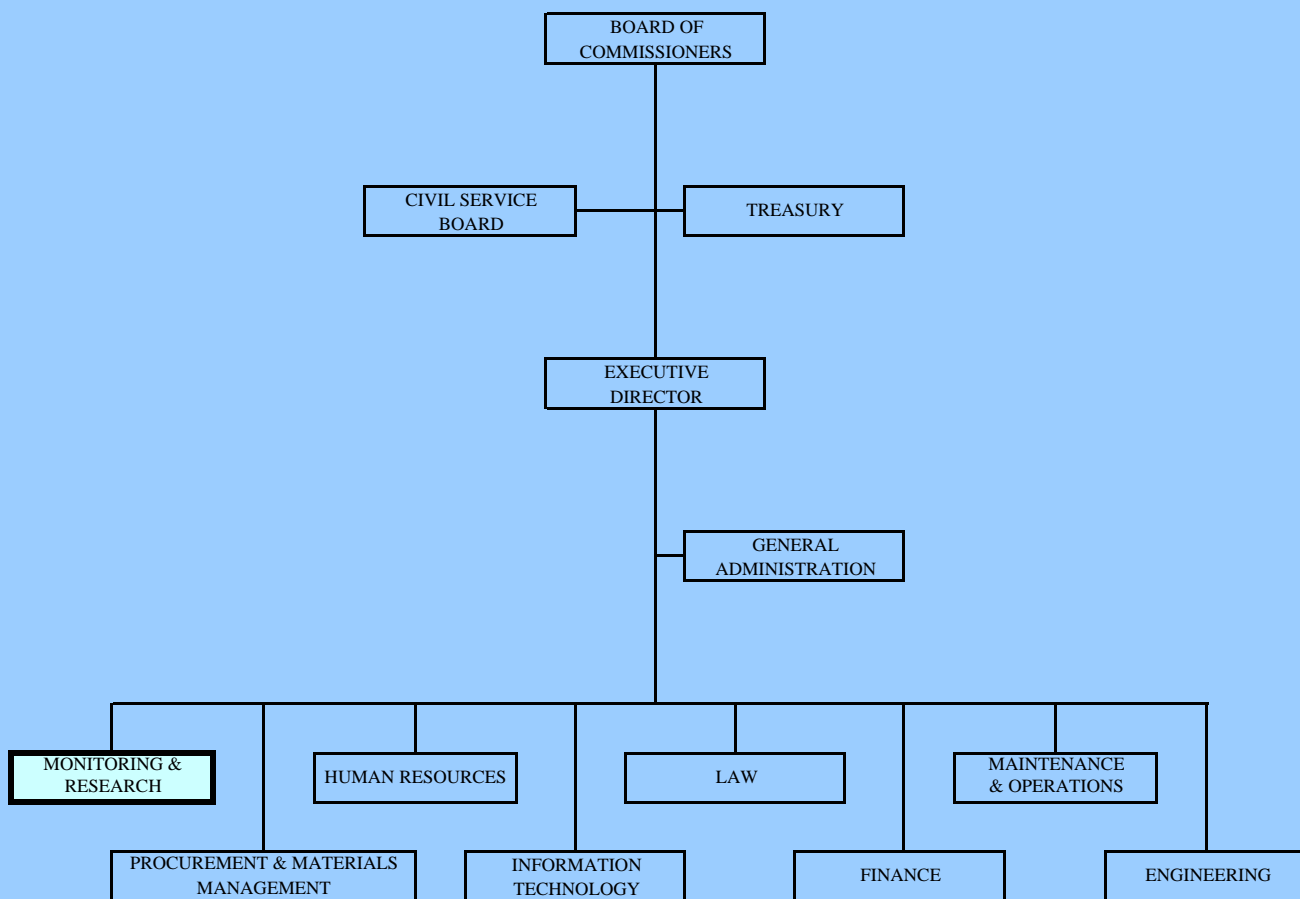 BOARD OF
COMMISSIONERS
CIVIL SERVICE
BOARD
TREASURY
EXECUTIVE
DIRECTOR
GENERAL
ADMINISTRATION
MONITORING &
RESEARCH
HUMAN RESOURCES
LAW
MAINTENANCE
& OPERATIONS
PROCUREMENT & MATERIALS
MANAGEMENT
INFORMATION
TECHNOLOGY
FINANCE
ENGINEERING